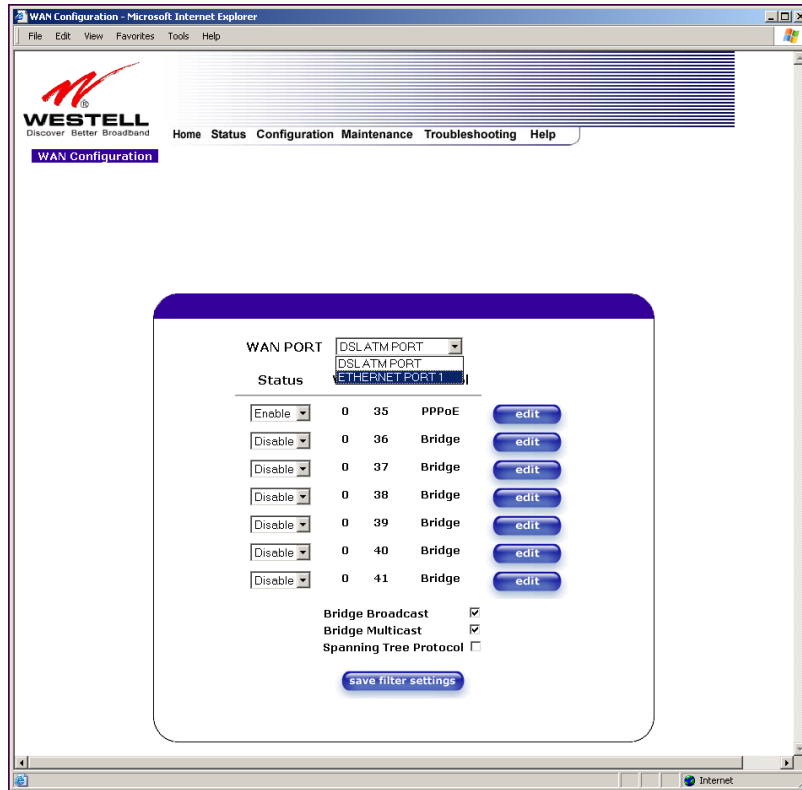 WAN Configuration - Microsoft Internet Explorer
File Edit View Favorites Tools Help
®
WESTELL
Discover Better Broadband
Home Status Configuration Maintenance Troubleshooting Help
WAN Configuration
WAN PORT DSL ATM PORT
DSL ATM PORT
ETHERNET PORT 1
Status
Enable 0 35 PPPoE edit
Disable 0 36 Bridge edit
Disable 0 37 Bridge edit
Disable 0 38 Bridge edit
Disable 0 39 Bridge edit
Disable 0 40 Bridge edit
Disable 0 41 Bridge edit
Bridge Broadcast
Bridge Multicast
Spanning Tree Protocol
save filter settings
Internet